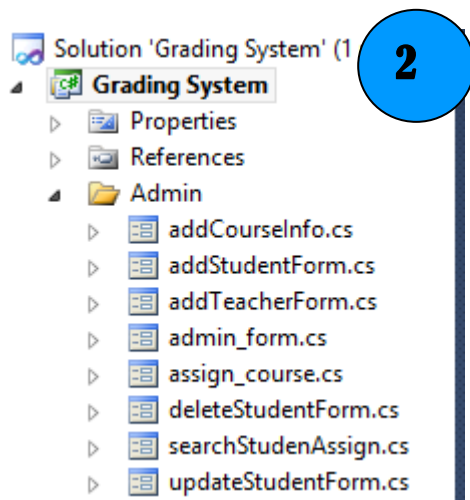 Solution 'Grading System' (1
2
Grading System
Properties
References
Admin
addCourseInfo.cs
addStudentForm.cs
addTeacherForm.cs
admin_form.cs
assign_course.cs
deleteStudentForm.cs
searchStudenAssign.cs
updateStudentForm.cs